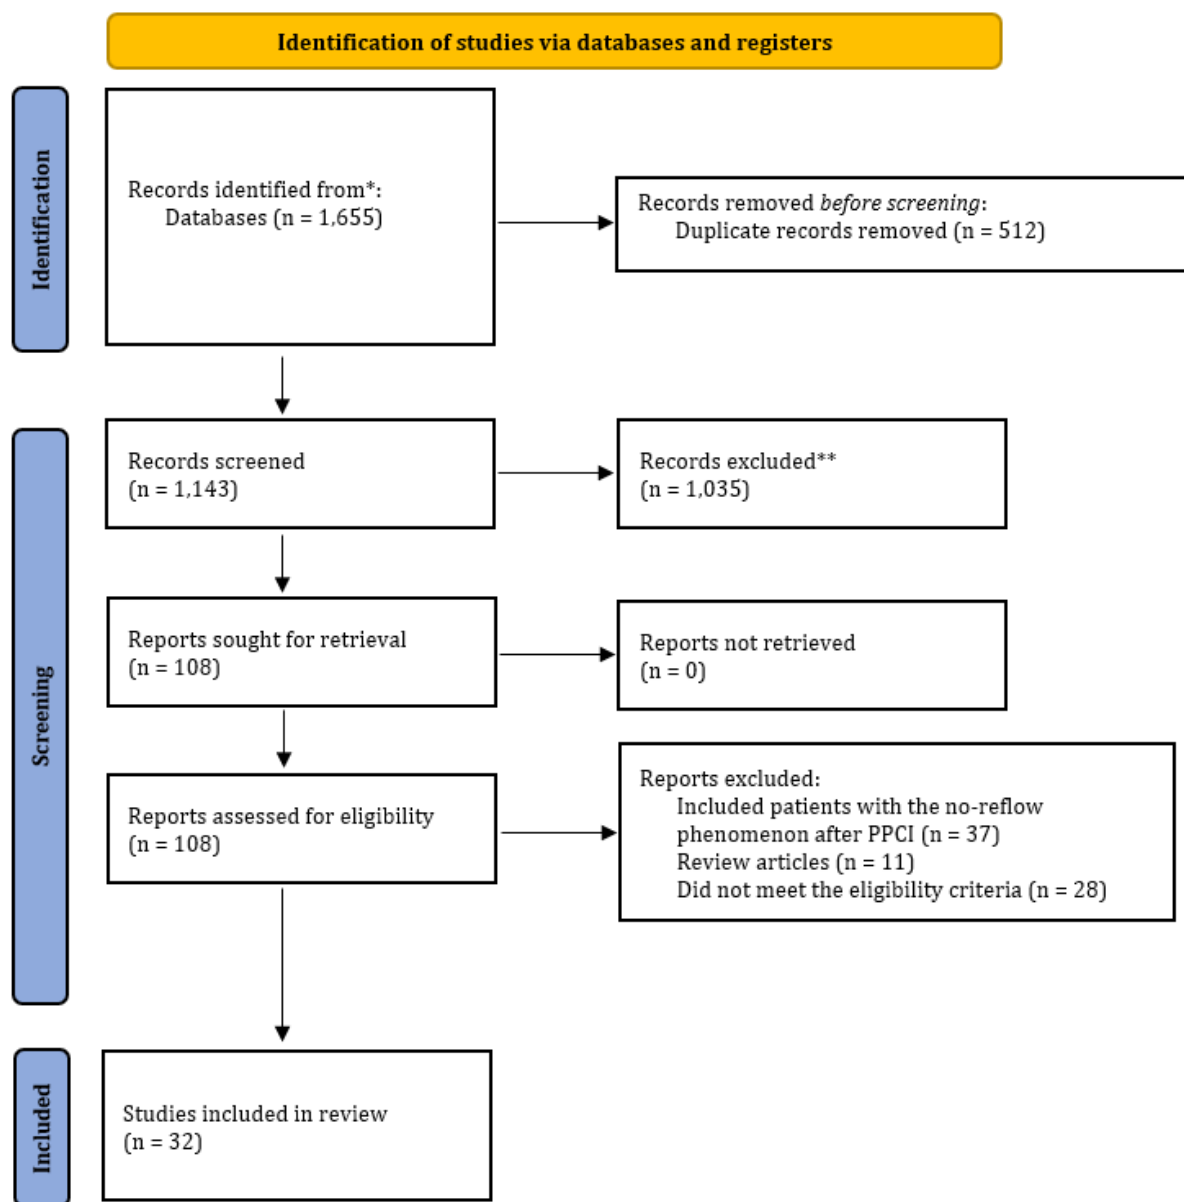 Identification of studies via databases and registers
Identification
Records identified from*:
Databases (n = 1,655)
Records removed before screening:
Duplicate records removed (n = 512)
Screening
Records screened
(n = 1,143)
Records excluded**
(n = 1,035)
Reports sought for retrieval
(n = 108)
Reports not retrieved
(n = 0)
Reports assessed for eligibility
(n = 108)
Reports excluded:
Included patients with the no-reflow
phenomenon after PPCI (n = 37)
Review articles (n = 11)
Did not meet the eligibility criteria (n = 28)
Included
Studies included in review
(n = 32)